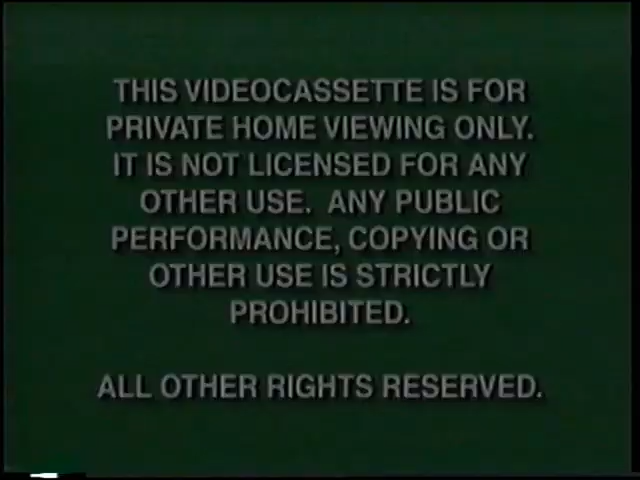 THIS VIDEOCASSETTE IS FOR
PRIVATE HOME VIEWING ONLY.
IT IS NOT LICENSED FOR ANY
OTHER USE.  ANY PUBLIC
PERFORMANCE, COPYING OR
OTHER USE IS STRICTLY
PROHIBITED.
ALL OTHER RIGHTS RESERVED.